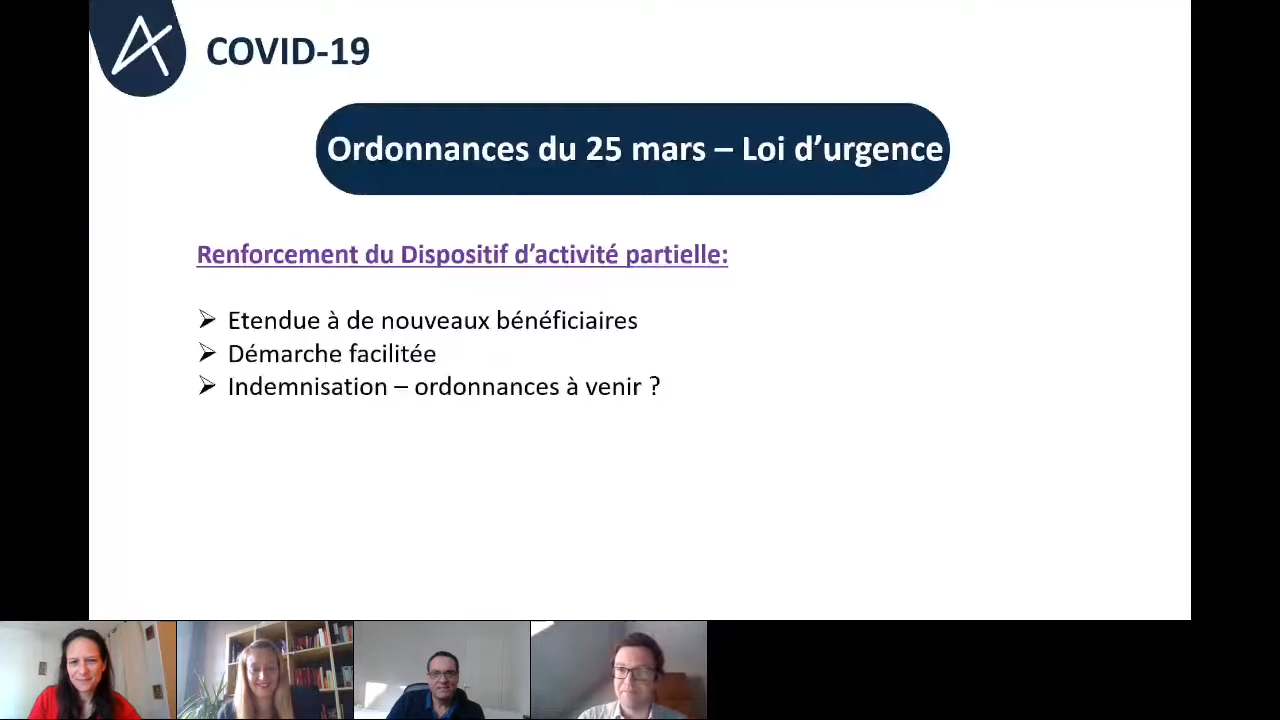 COVID-19
Ordonnances du 25 mars – Loi d’urgence
Renforcement du Dispositif d’activité partielle:
Etendue à de nouveaux bénéficiaires
Démarche facilitée
Indemnisation – ordonnances à venir ?